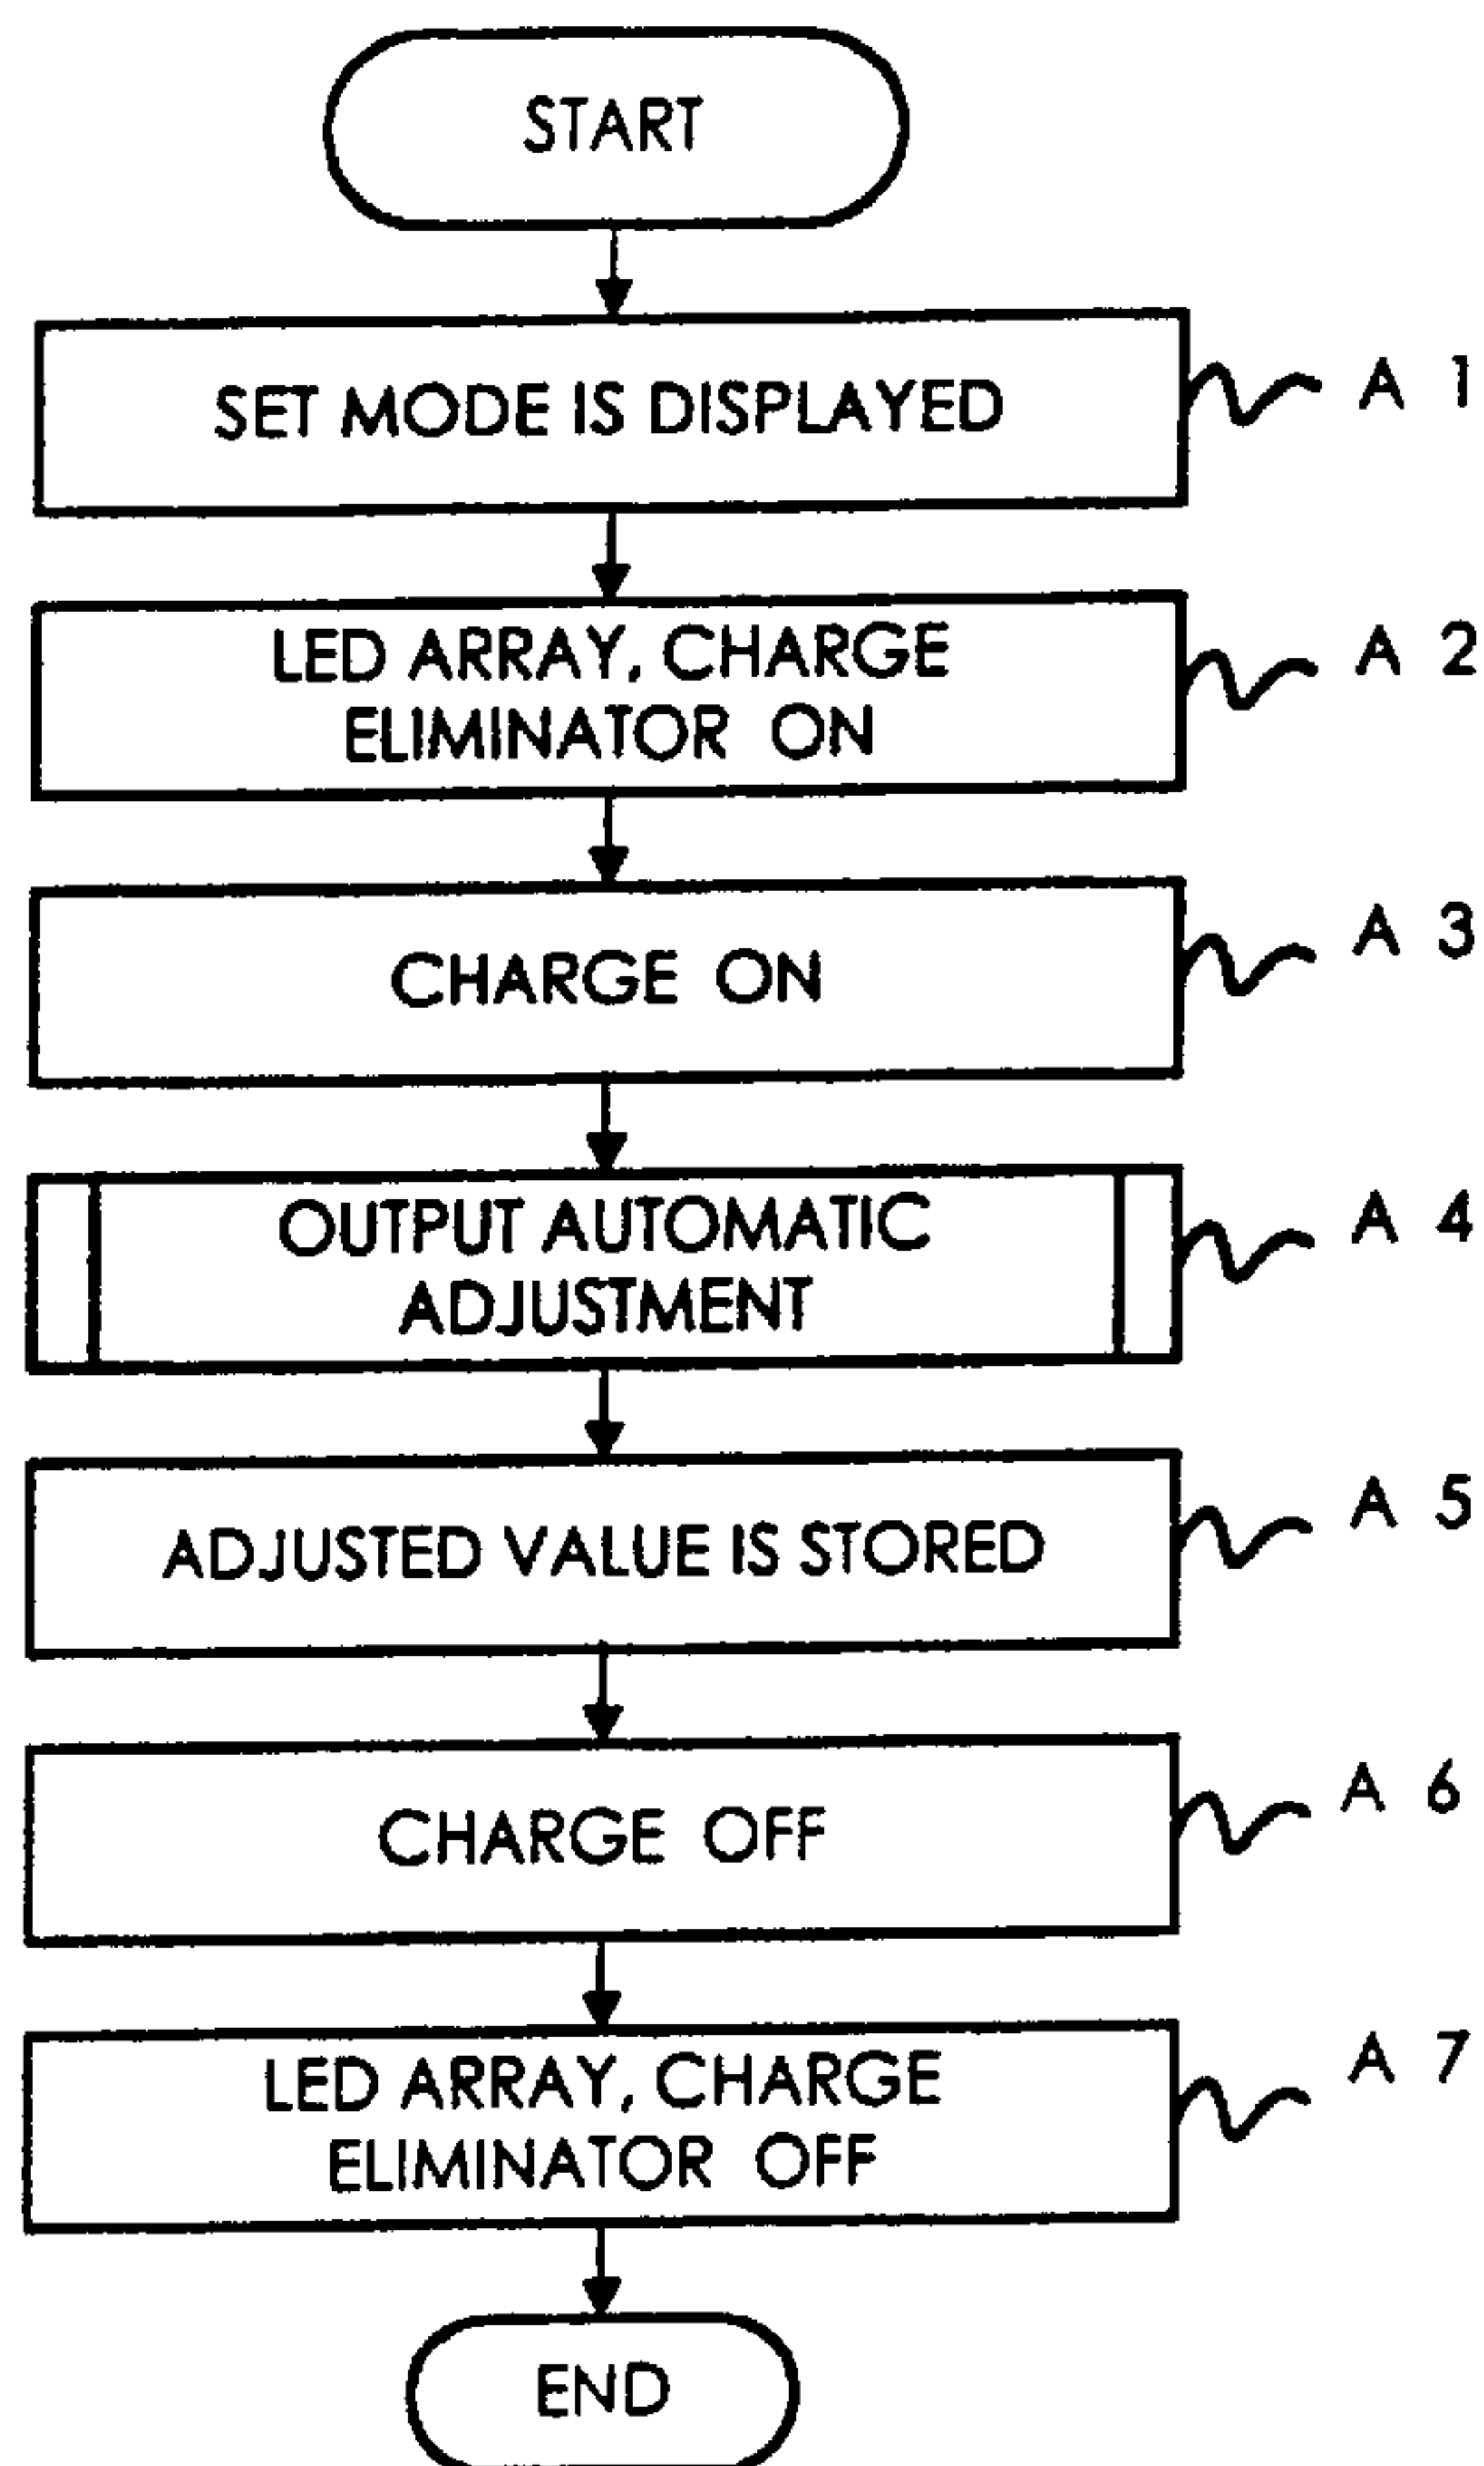 START
SET MODE IS DISPLAYED
A 1
LED ARRAY, CHARGE
ELIMINATOR ON
A 2
CHARGE ON
A 3
OUTPUT AUTOMATIC
ADJUSTMENT
A 4
ADJUSTED VALUE IS STORED
A 5
CHARGE OFF
A 6
LED ARRAY, CHARGE
ELIMINATOR OFF
A 7
END